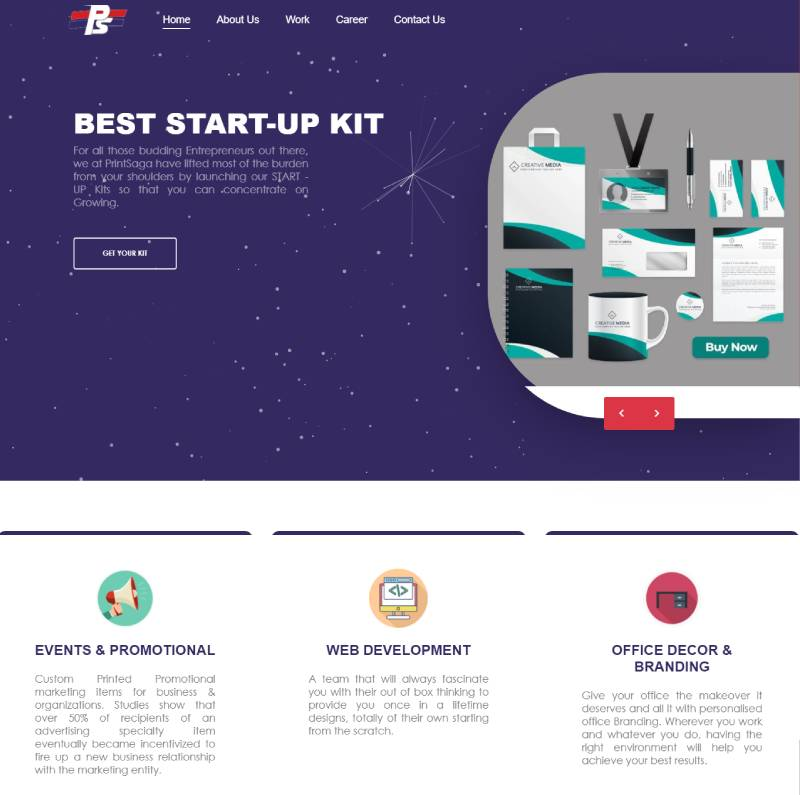 PS
Home About Us Work Career Contact Us
BEST START-UP KIT
For all those budding Entrepreneurs out there,
we at PrintSaga have lifted most of the burden
from your shoulders by launching our START -
UP Kits so that you can concentrate on
Growing.
GET YOUR KIT
CREATIVE MEDIA
CREATIVE MEDIA
CREATIVE MEDIA
CREATIVE MEDIA
Buy Now
EVENTS & PROMOTIONAL
Custom Printed Promotional
marketing items for business &
organizations. Studies show that
over 50% of recipients of an
advertising specialty item
eventually became incentivized to
fire up a new business relationship
with the marketing entity.
WEB DEVELOPMENT
A team that will always fascinate
you with their out of box thinking to
provide you once in a lifetime
designs, totally of their own starting
from the scratch.
OFFICE DECOR &
BRANDING
Give your office the makeover it
deserves and all it with personalised
office Branding. Wherever you work
and whatever you do, having the
right environment will help you
achieve your best results.